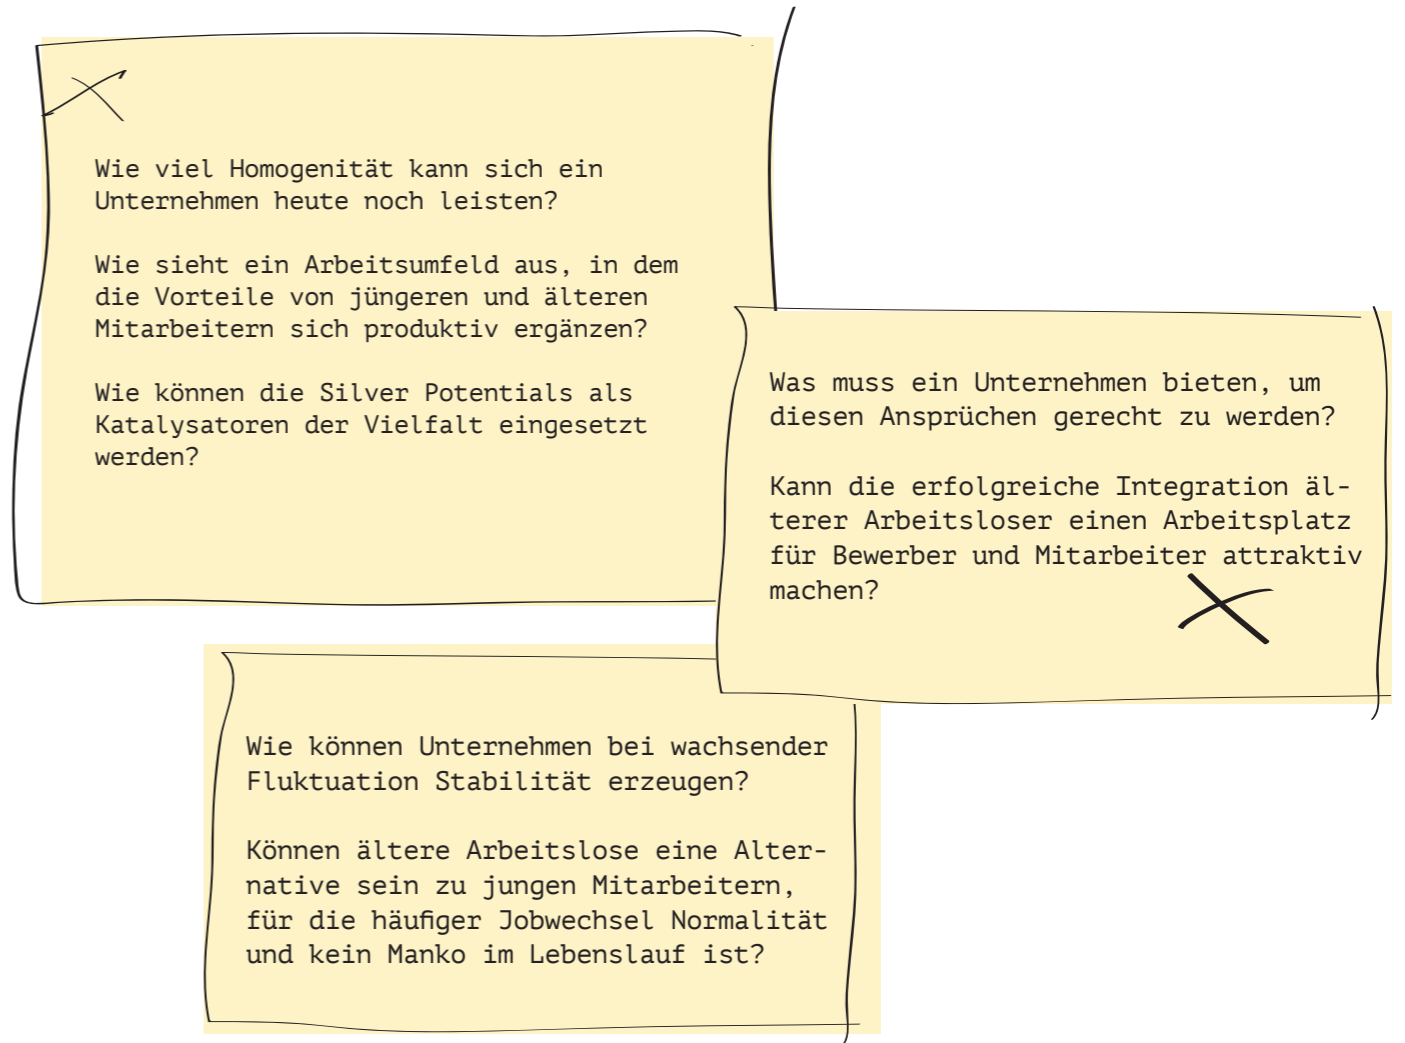 Wie viel Homogenität kann sich ein
Unternehmen heute noch leisten?
Wie sieht ein Arbeitsumfeld aus, in dem
die Vorteile von jüngeren und älteren
Mitarbeitern sich produktiv ergänzen?
Wie können die Silver Potentials als
Katalysatoren der Vielfalt eingesetzt
werden?
Was muss ein Unternehmen bieten, um
diesen Ansprüchen gerecht zu werden?
Kann die erfolgreiche Integration äl-
terer Arbeitsloser einen Arbeitsplatz
für Bewerber und Mitarbeiter attraktiv
machen?
Wie können Unternehmen bei wachsender
Fluktuation Stabilität erzeugen?
Können ältere Arbeitslose eine Alter-
native sein zu jungen Mitarbeitern,
für die häufiger Jobwechsel Normalität
und kein Manko im Lebenslauf ist?